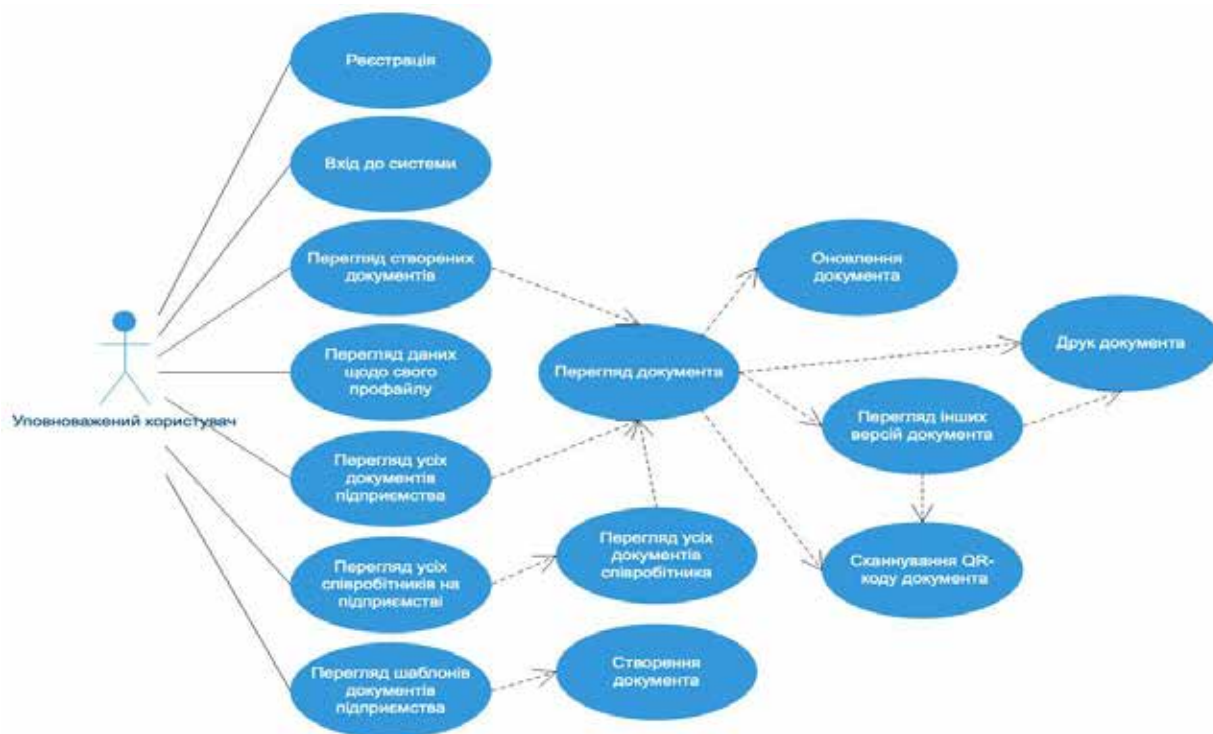 Реєстрація
Вхід до системи
Перегляд створених
документів
Оновлення
документа
Перегляд даних
щодо свого
профайлу
Перегляд документа
Друк документа
Уповноважений користувач
Перегляд інших
версій документа
Перегляд усіх
документів
підприємства
Перегляд усіх
співробітників на
підприємстві
Перегляд усіх
документів
співробітника
Сканнування QR-
коду документа
Перегляд шаблонів
документів
підприємства
Створення
документа